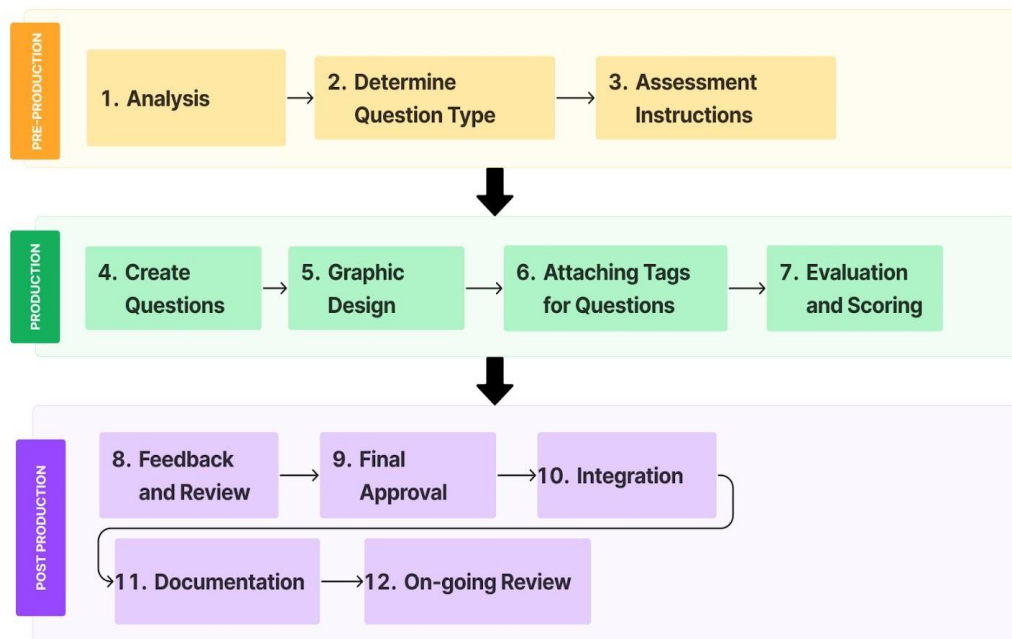 PRE-PRODUCTION
1. Analysis
2. Determine
Question Type
3. Assessment
Instructions
PRODUCTION
4. Create
Questions
5. Graphic
Design
6. Attaching Tags
for Questions
7. Evaluation
and Scoring
POST PRODUCTION
8. Feedback
and Review
9. Final
Approval
10. Integration
11. Documentation
12. On-going Review